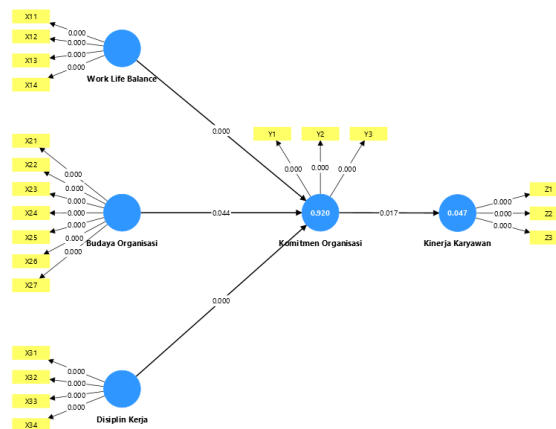 X11
0.000
X12
0.000
0.000
X13
0.000
X14
Work Life Balance
0.000
Y1
Y2
Y3
0.000
0.000
0.000
X21
0.000
X22
0.000
X23
0.000
X24
0.000
X25
0.000
0.000
X26
0.000
X27
Budaya Organisasi
0.044
0.920
Komitmen Organisasi
0.017
0.047
Kinerja Karyawan
0.000
Z1
0.000
Z2
0.000
Z3
0.000
X31
0.000
X32
0.000
X33
0.000
0.000
X34
Disiplin Kerja